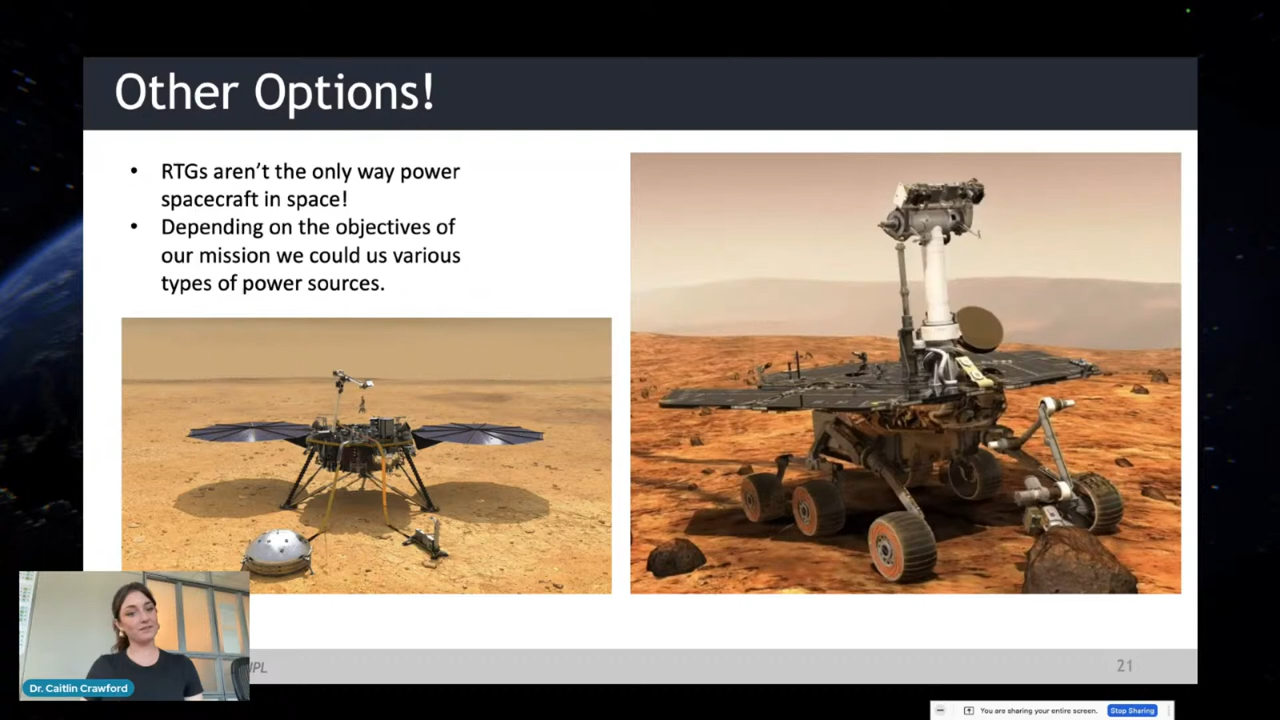 Other Options!
• RTGs aren’t the only way power
spacecraft in space!
• Depending on the objectives of
our mission we could us various
types of power sources.
Dr. Caitlin Crawford
JPL
21
You are sharing your entire screen.
Stop Sharing